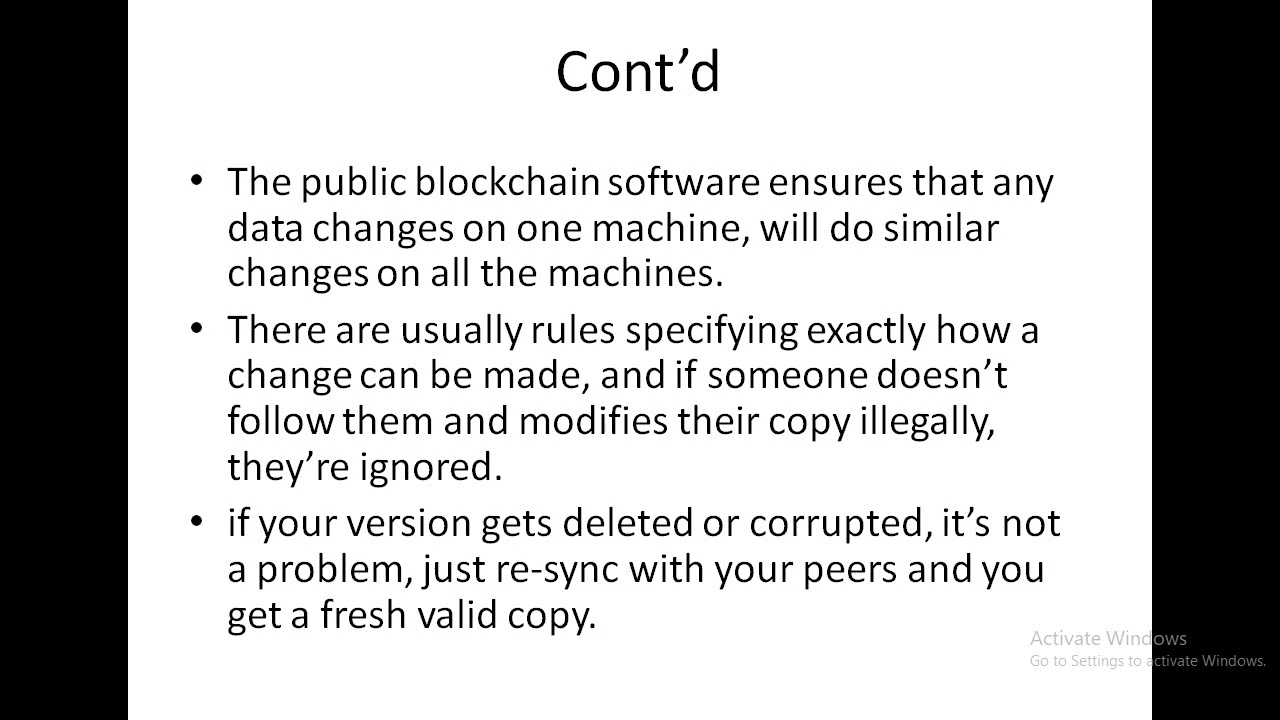 Cont’d
• The public blockchain software ensures that any
data changes on one machine, will do similar
changes on all the machines.
• There are usually rules specifying exactly how a
change can be made, and if someone doesn’t
follow them and modifies their copy illegally,
they’re ignored.
• if your version gets deleted or corrupted, it’s not
a problem, just re-sync with your peers and you
get a fresh valid copy.
Activate Windows
Go to Settings to activate Windows.